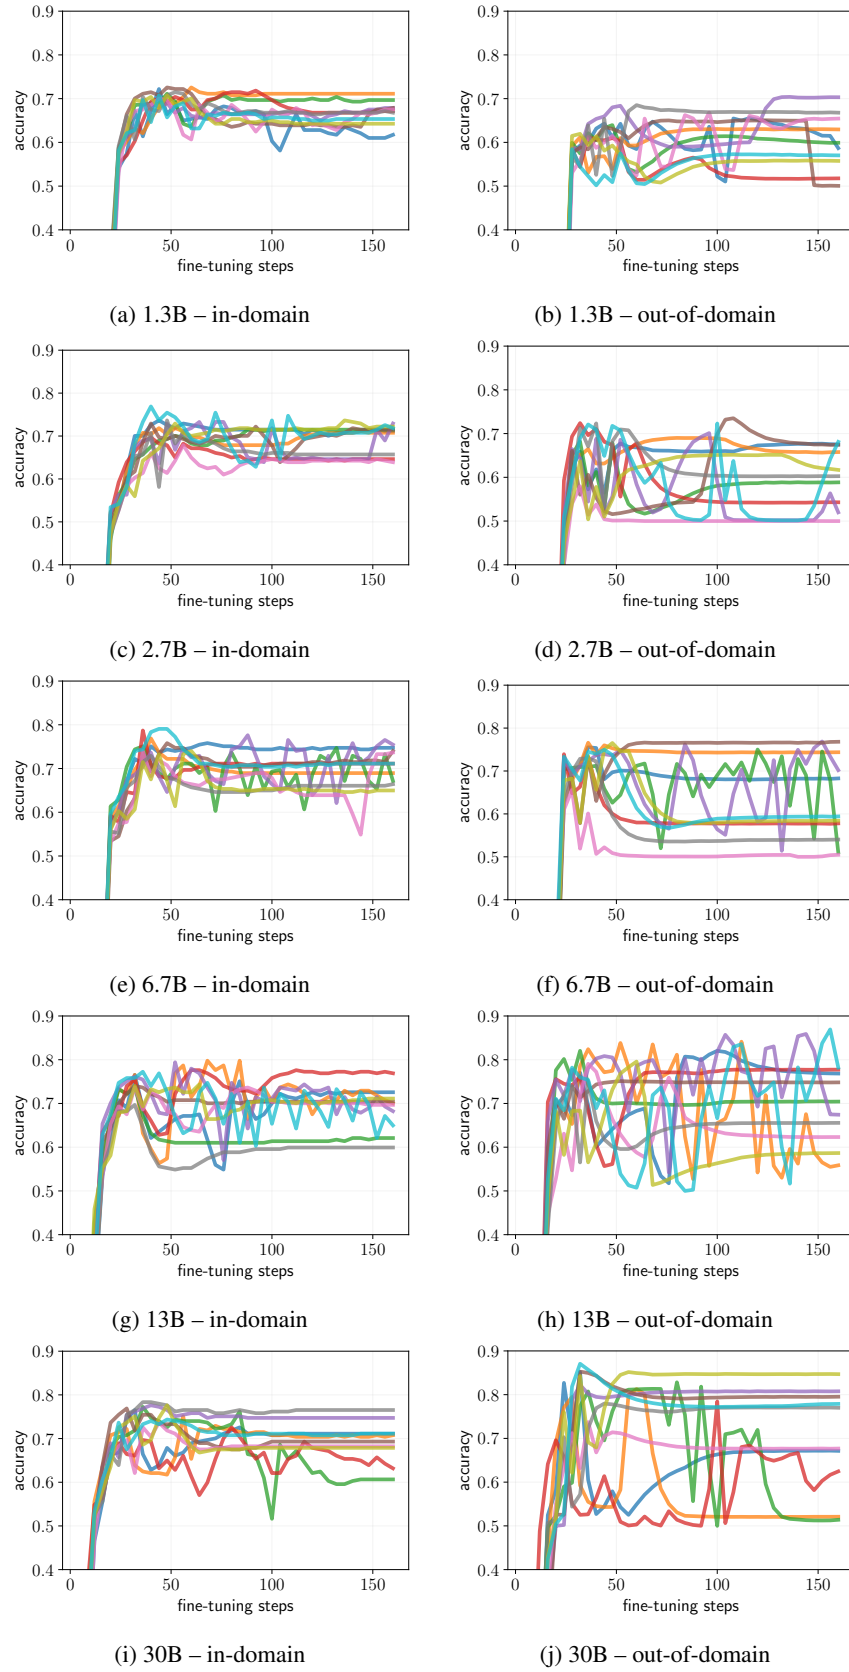 0.9 0.9
0.8 0.8
0.7 0.7
accuracy accuracy
0.6 0.6
0.5 0.5
0.4 0.4
0 50 100 150 0 50 100 150
fine-tuning steps fine-tuning steps
(a) 1.3B – in-domain (b) 1.3B – out-of-domain
0.9 0.9
0.8 0.8
0.7 0.7
accuracy accuracy
0.6 0.6
0.5 0.5
0.4 0.4
0 50 100 150 0 50 100 150
fine-tuning steps fine-tuning steps
(c) 2.7B – in-domain (d) 2.7B – out-of-domain
0.9 0.9
0.8 0.8
0.7 0.7
accuracy accuracy
0.6 0.6
0.5 0.5
0.4 0.4
0 50 100 150 0 50 100 150
fine-tuning steps fine-tuning steps
(e) 6.7B – in-domain (f) 6.7B – out-of-domain
0.9 0.9
0.8 0.8
0.7 0.7
accuracy accuracy
0.6 0.6
0.5 0.5
0.4 0.4
0 50 100 150 0 50 100 150
fine-tuning steps fine-tuning steps
(g) 13B – in-domain (h) 13B – out-of-domain
0.9 0.9
0.8 0.8
0.7 0.7
accuracy accuracy
0.6 0.6
0.5 0.5
0.4 0.4
0 50 100 150 0 50 100 150
fine-tuning steps fine-tuning steps
(i) 30B – in-domain (j) 30B – out-of-domain